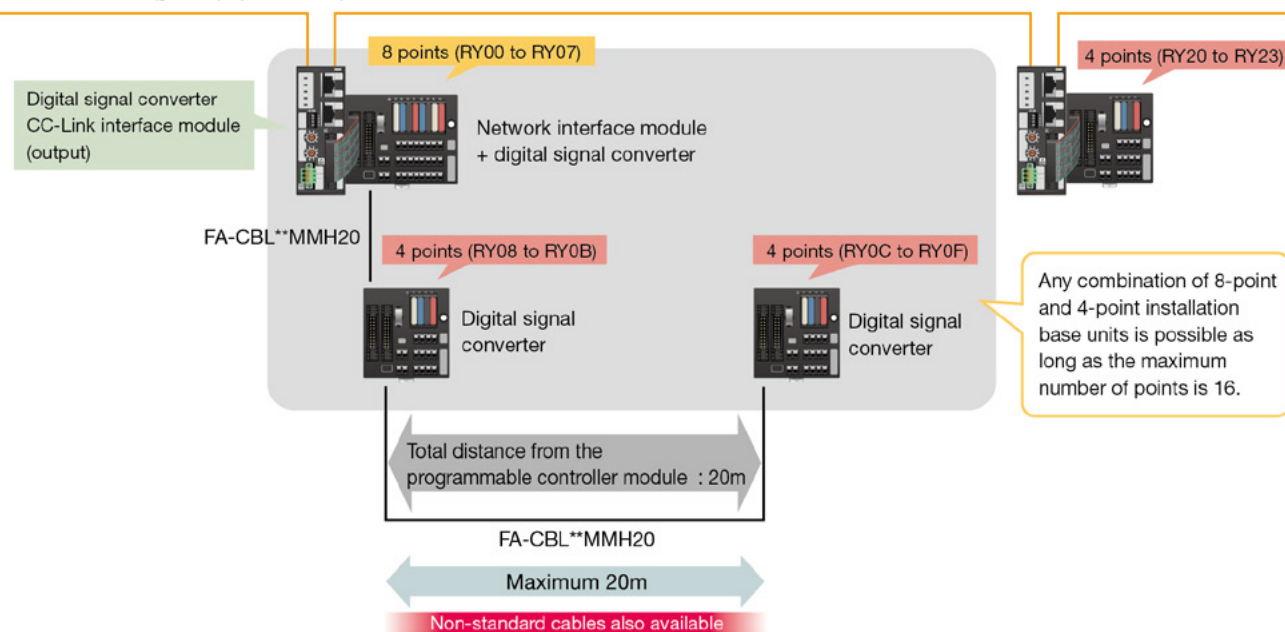 8 points (RY00 to RY07)
4 points (RY20 to RY23)
Digital signal converter
CC-Link interface module
(output)
Network interface module
+ digital signal converter
FA-CBL**MMH20
4 points (RY08 to RY0B)
4 points (RY0C to RY0F)
Digital signal
converter
Digital signal
converter
Any combination of 8-point
and 4-point installation
base units is possible as
long as the maximum
number of points is 16.
Total distance from the
programmable controller module : 20m
FA-CBL**MMH20
Maximum 20m
Non-standard cables also available